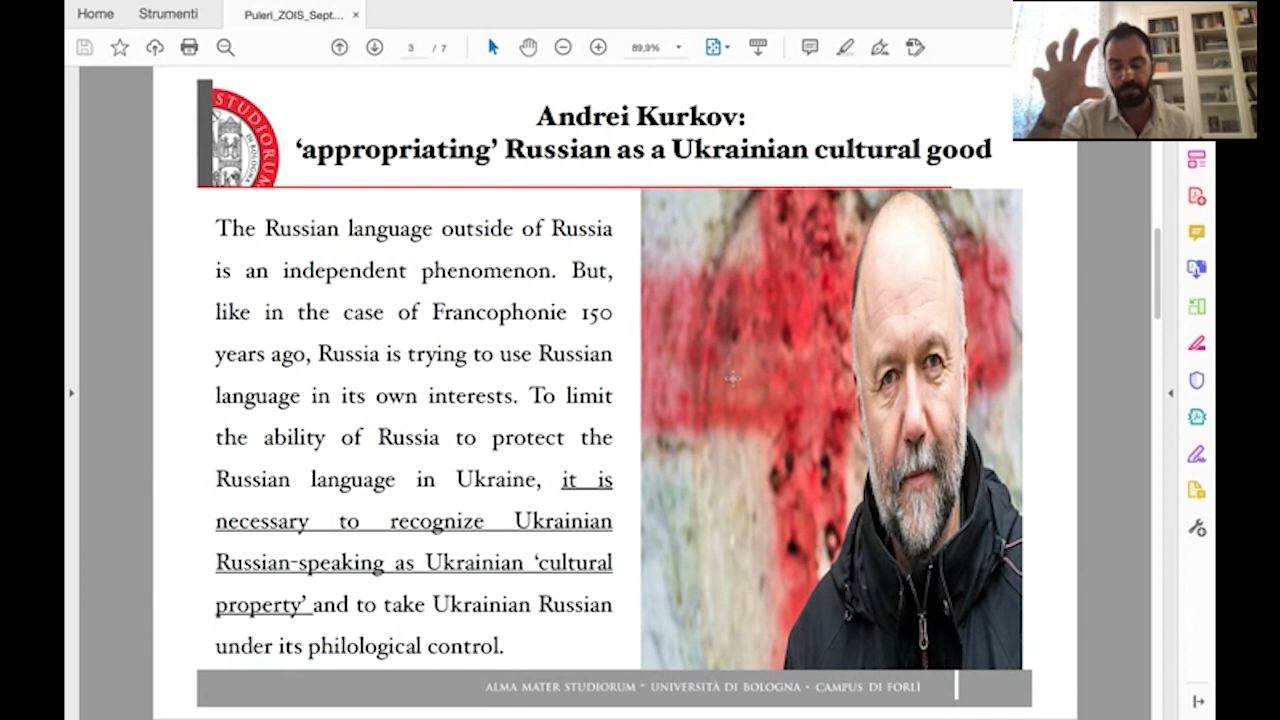 Home Strumenti Puleri_ZOIS_Sept... ×
3 / 7 89,9%
STUDIORUM
Andrei Kurkov:
‘appropriating’ Russian as a Ukrainian cultural good
The Russian language outside of Russia
is an independent phenomenon. But,
like in the case of Francophonie 150
years ago, Russia is trying to use Russian
language in its own interests. To limit
the ability of Russia to protect the
Russian language in Ukraine, it is
necessary to recognize Ukrainian
Russian-speaking as Ukrainian ‘cultural
property’ and to take Ukrainian Russian
under its philological control.
ALMA MATER STUDIORUM ~ UNIVERSITÀ DI BOLOGNA • CAMPUS DI FORLÌ